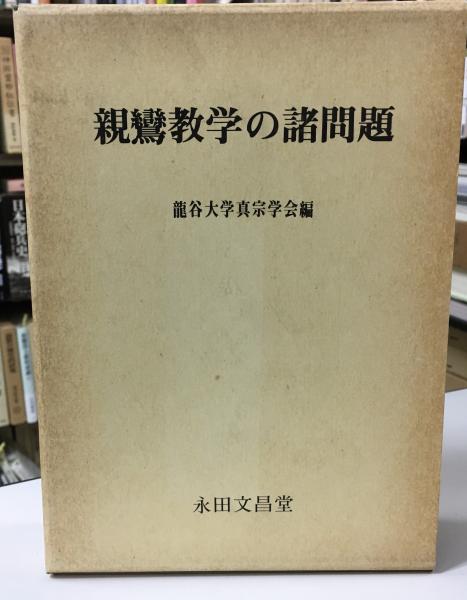 親鸞教学の諸問題
龍谷大学真宗学会編
永田文昌堂